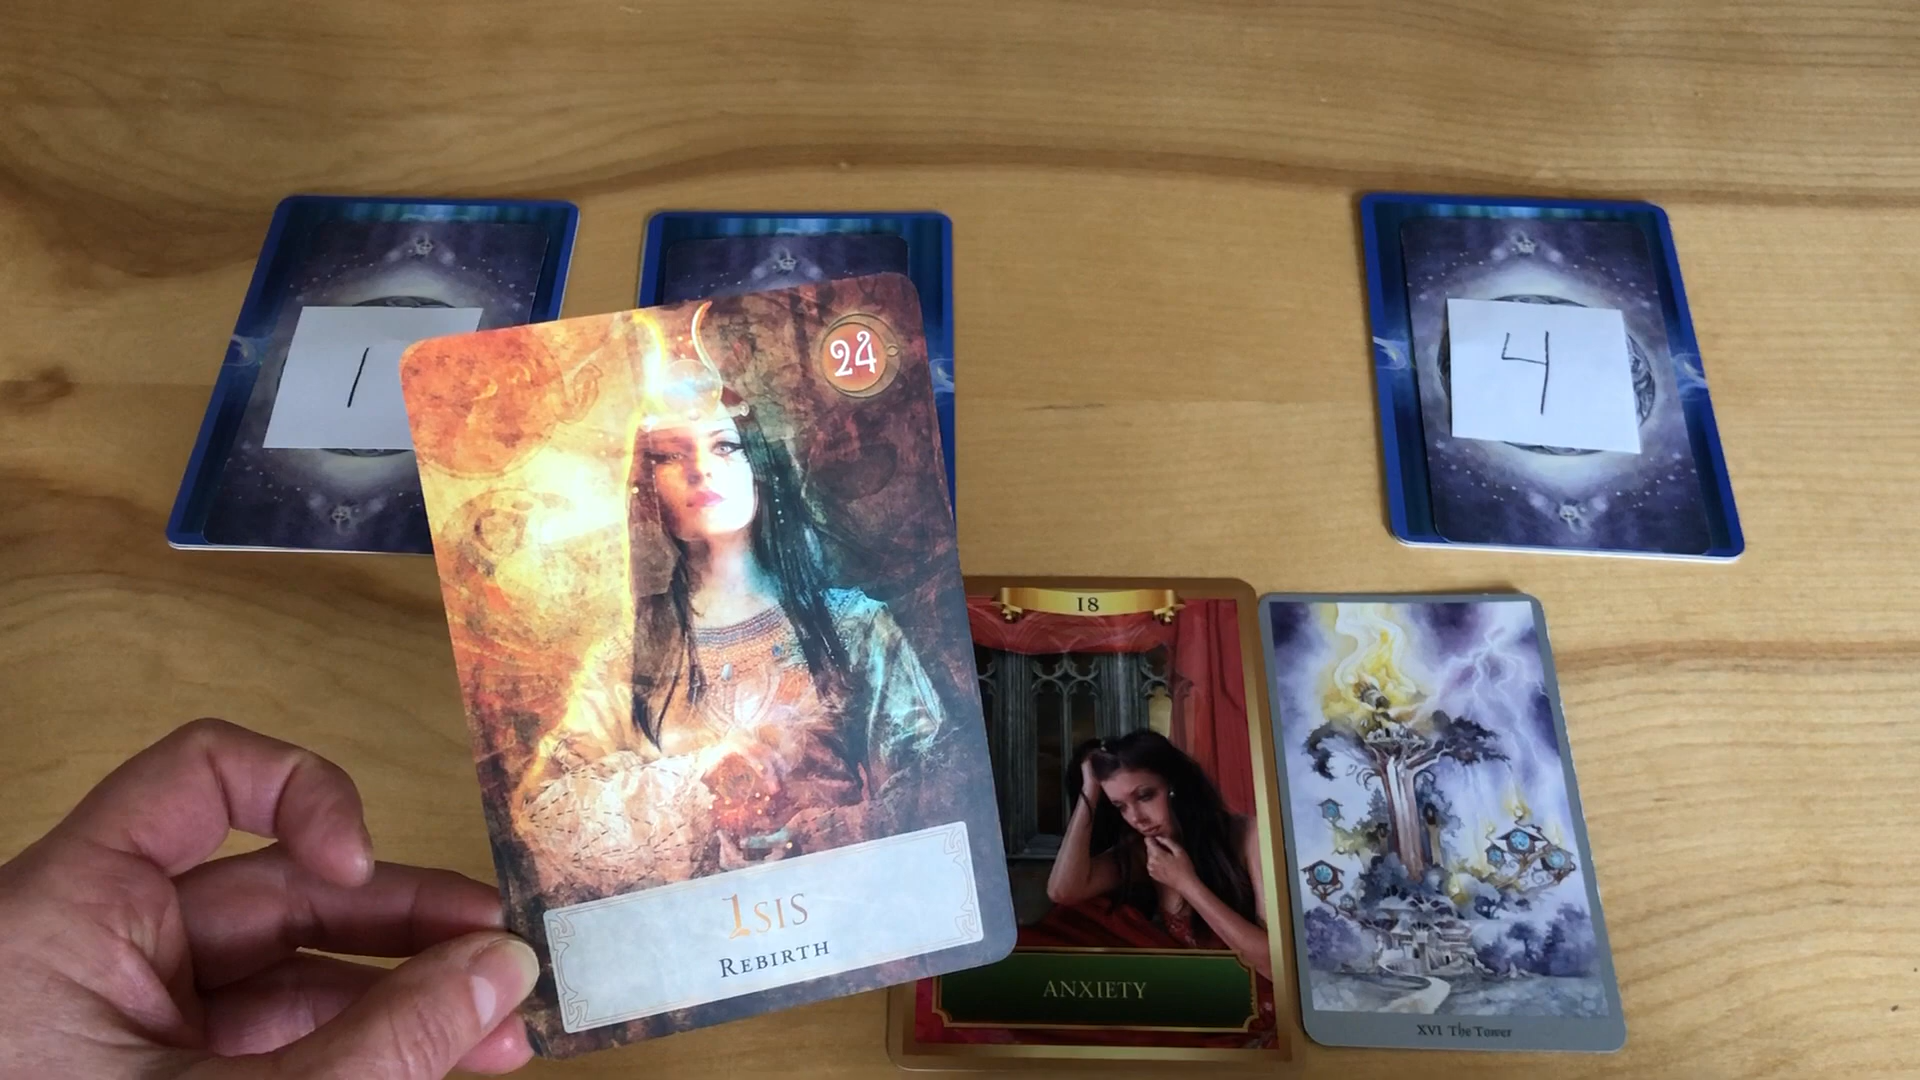 1
4
24
ISIS
REBIRTH
18
ANXIETY
XVI The Tower